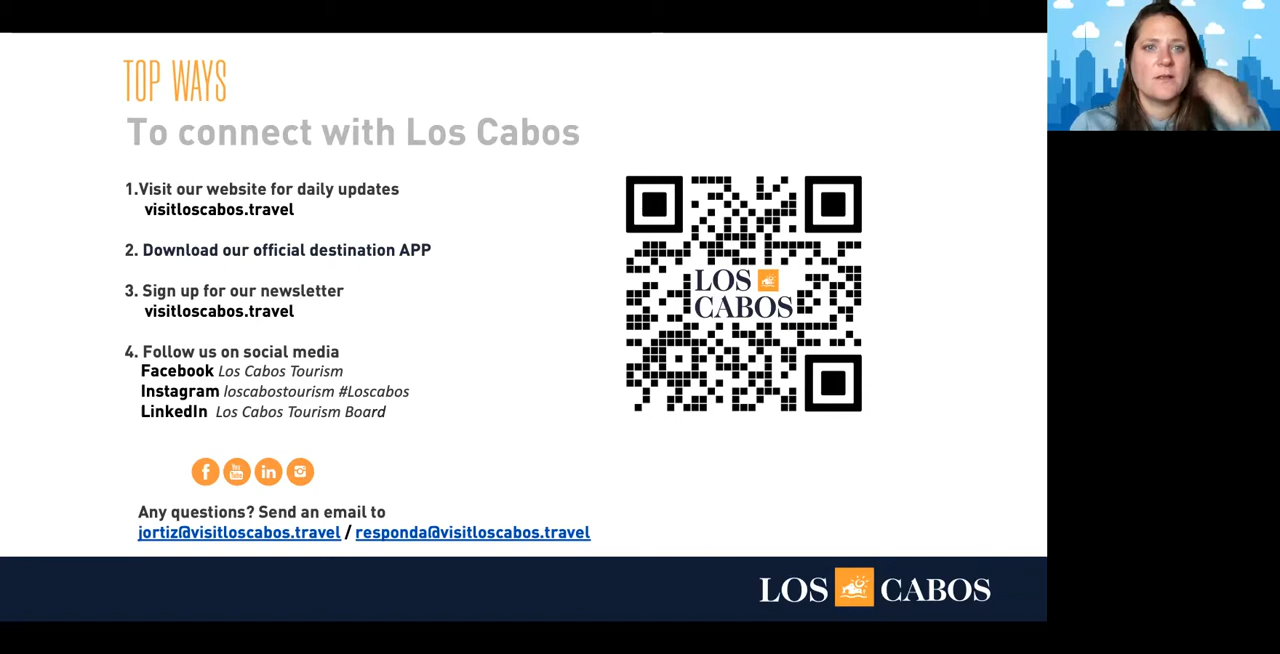 TOP WAYS
To connect with Los Cabos
1.Visit our website for daily updates
visitloscabos.travel
2. Download our official destination APP
3. Sign up for our newsletter
visitloscabos.travel
4. Follow us on social media
Facebook Los Cabos Tourism
Instagram loscabostourism #Loscabos
LinkedIn Los Cabos Tourism Board
LOS
CABOS
f You Tube in
Any questions? Send an email to
jortiz@visitloscabos.travel / responda@visitloscabos.travel
LOS CABOS